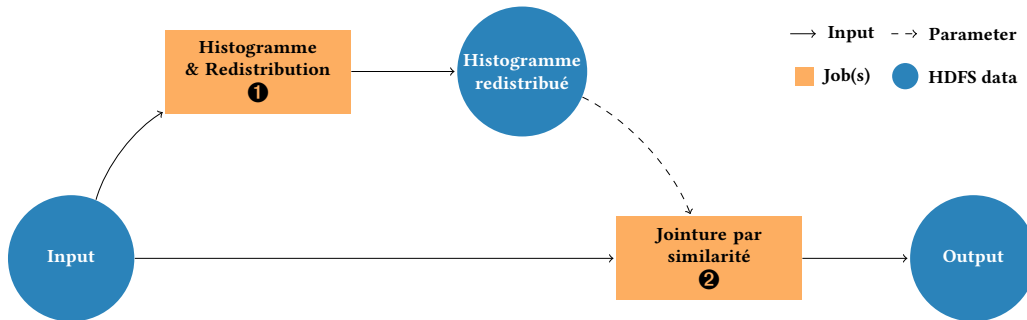 Histogramme
& Redistribution
❶
Histogramme
redistribué
Input
Parameter
Job(s)
HDFS data
Input
Jointure par
similarité
❷
Output